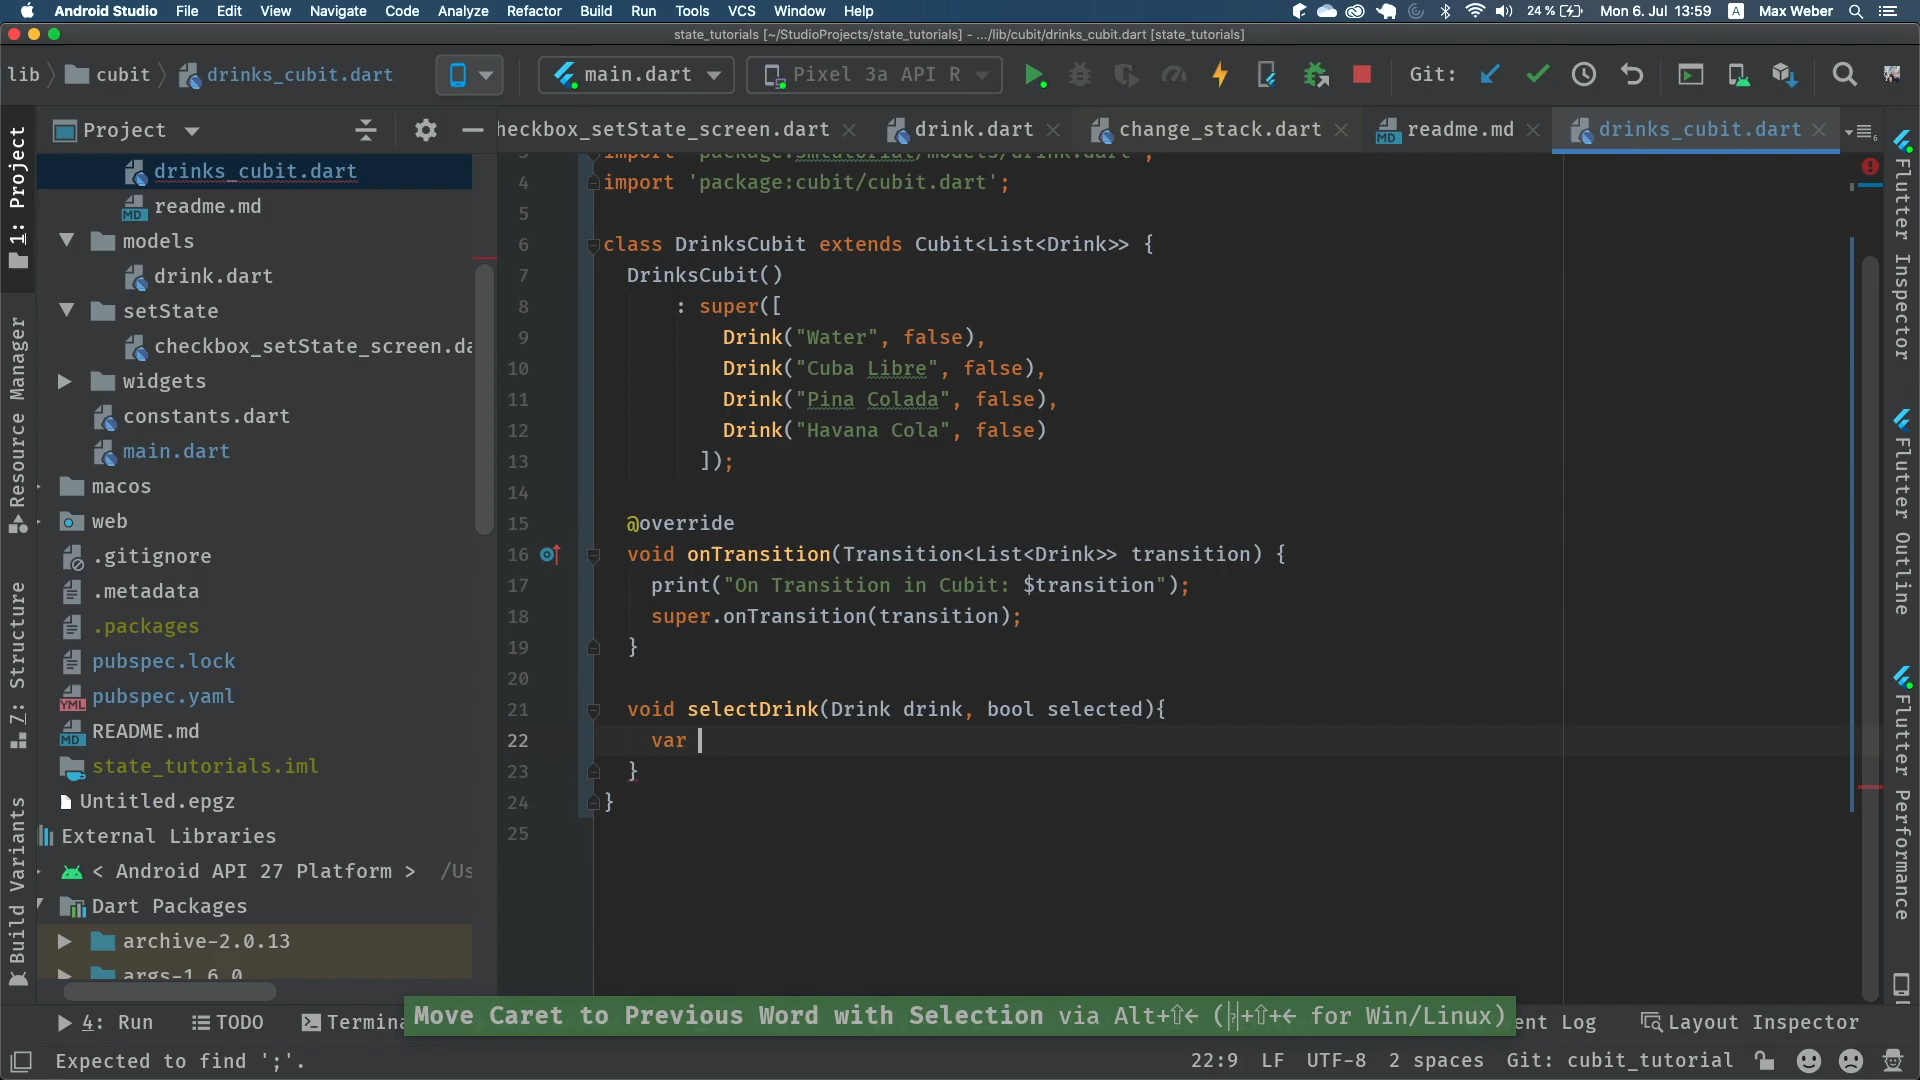 Android Studio File Edit View Navigate Code Analyze Refactor Build Run Tools VCS Window Help 24 % Mon 6. Jul 13:59 A Max Weber
state_tutorials [~/StudioProjects/state_tutorials] - .../lib/cubit/drinks_cubit.dart [state_tutorials]
lib cubit drinks_cubit.dart main.dart Pixel 3a API R Git:
Project heckbox_setState_screen.dart drink.dart change_stack.dart readme.md drinks_cubit.dart
1: Project
Resource Manager
7: Structure
Build Variants
drinks_cubit.dart
readme.md
models
drink.dart
setState
checkbox_setState_screen.da
widgets
constants.dart
main.dart
macos
web
.gitignore
.metadata
.packages
pubspec.lock
pubspec.yaml
README.md
state_tutorials.iml
Untitled.epgz
External Libraries
< Android API 27 Platform > /Us
Dart Packages
archive-2.0.13
args-1.6.0
3 import 'package:smtutorial/models/drink.dart';
4 import 'package:cubit/cubit.dart';
5
6 class DrinksCubit extends Cubit<List<Drink>> {
7 DrinksCubit()
8 : super([
9 Drink("Water", false),
10 Drink("Cuba Libre", false),
11 Drink("Pina Colada", false),
12 Drink("Havana Cola", false)
13 ]);
14
15 @override
16 void onTransition(Transition<List<Drink>> transition) {
17 print("On Transition in Cubit: $transition");
18 super.onTransition(transition);
19 }
20
21 void selectDrink(Drink drink, bool selected){
22 var
23 }
24 }
25
Flutter Inspector
Flutter Outline
Flutter Performance
Move Caret to Previous Word with Selection via Alt+⇧← (
+⇧+← for Win/Linux)
4: Run TODO Termina ent Log Layout Inspector
Expected to find ';'. 22:9 LF UTF-8 2 spaces Git: cubit_tutorial